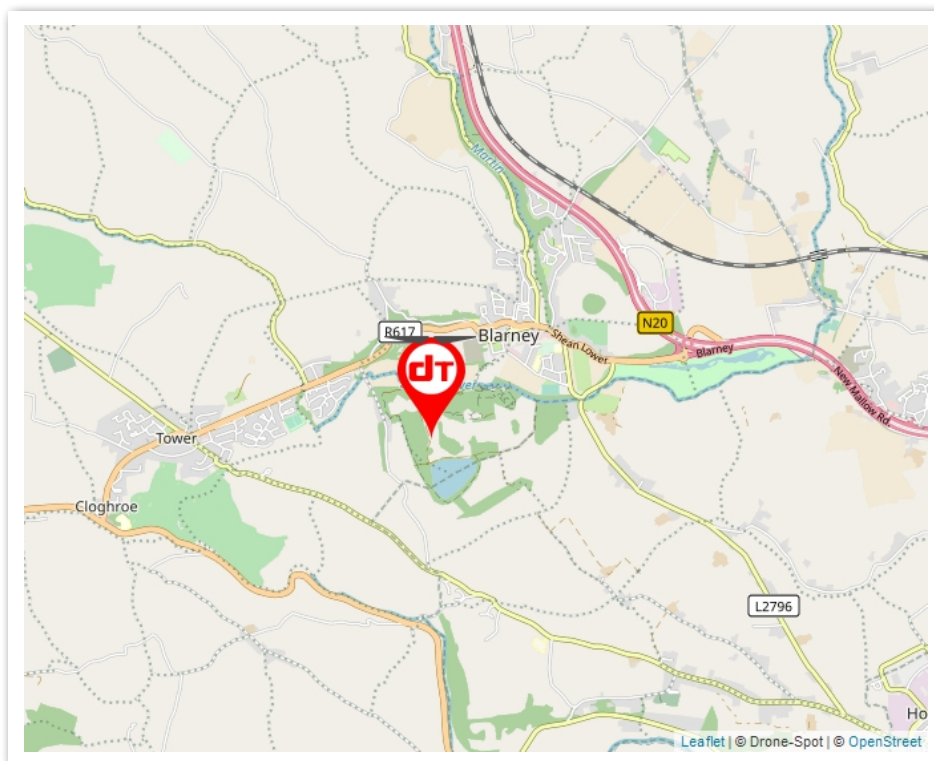 Martin
R617
Blarney
Shean Lower
N20
Blarney
dT
New Mallow Rd.
Tower
Cloghroe
L2796
Ho
Leaflet | © Drone-Spot | © OpenStreet